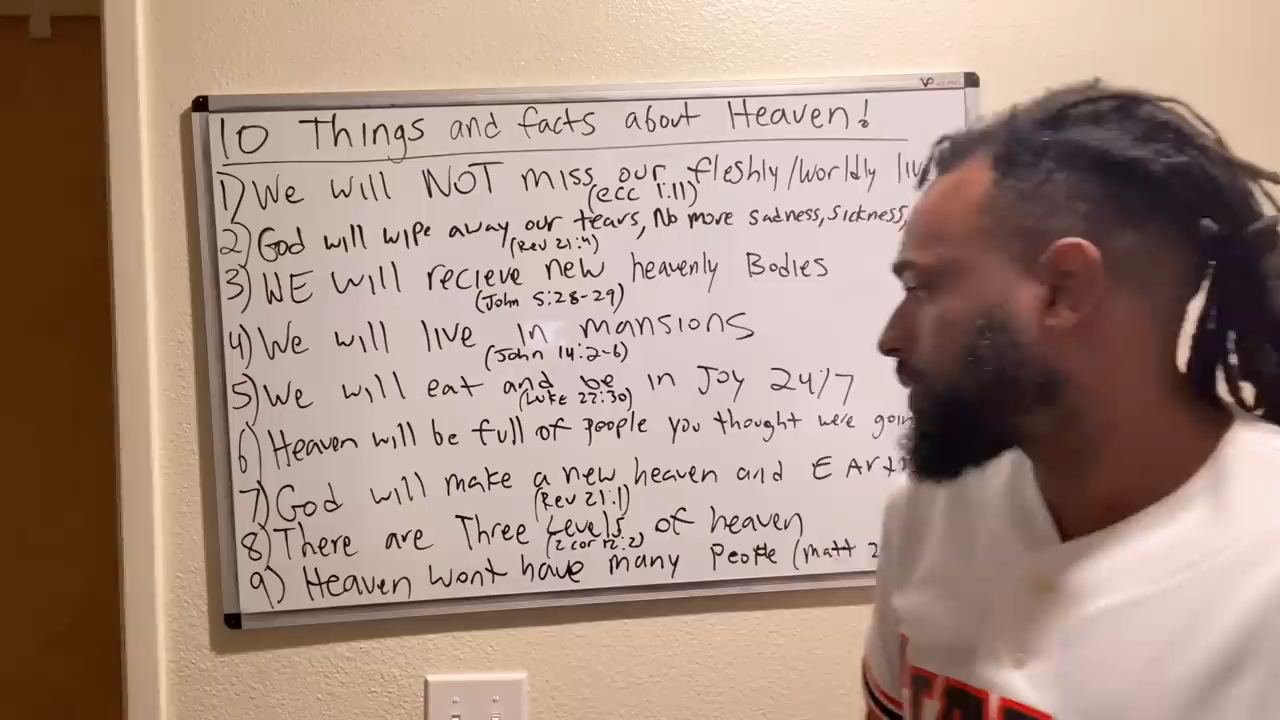 10 Things and facts about Heaven!
1) We will NOT miss our fleshly/worldly
(ecc 1:11)
2) God will wipe away our tears, No more sadness, sickness,
(Rev 21:4)
3) WE will recieve new heavenly Bodies
(John 5:28-29)
4) We will live in mansions
(John 14:2-6)
5) We will eat and be in Joy 24/7
(Luke 22:30)
6) Heaven will be full of people you thought were
7) God will make a new heaven and
(Rev 21:1)
8) There are Three Levels of heaven
(2 cor 12:2)
9) Heaven wont have many People (matt
VP